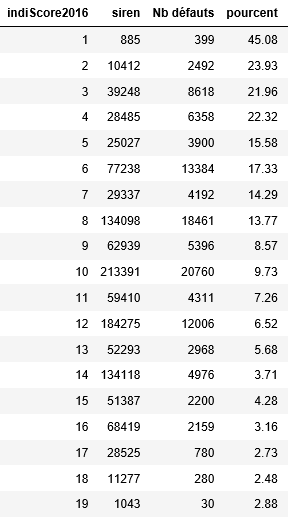 indiScore2016 siren Nb défauts pourcent
1 885 399 45.08
2 10412 2492 23.93
3 39248 8618 21.96
4 28485 6358 22.32
5 25027 3900 15.58
6 77238 13384 17.33
7 29337 4192 14.29
8 134098 18461 13.77
9 62939 5396 8.57
10 213391 20760 9.73
11 59410 4311 7.26
12 184275 12006 6.52
13 52293 2968 5.68
14 134118 4976 3.71
15 51387 2200 4.28
16 68419 2159 3.16
17 28525 780 2.73
18 11277 280 2.48
19 1043 30 2.88